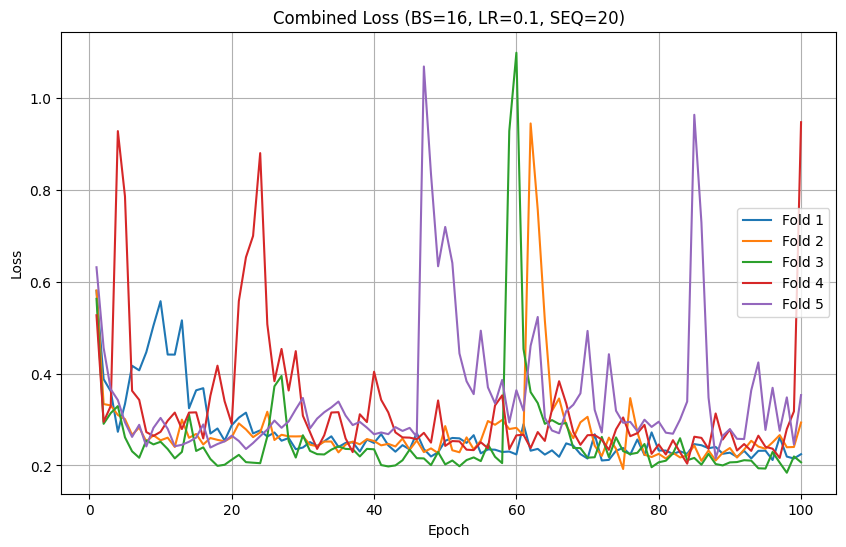 Combined Loss (BS=16, LR=0.1, SEQ=20)
Loss
1.0
0.8
0.6
0.4
0.2
Fold 1
Fold 2
Fold 3
Fold 4
Fold 5
0 20 40 60 80 100
Epoch